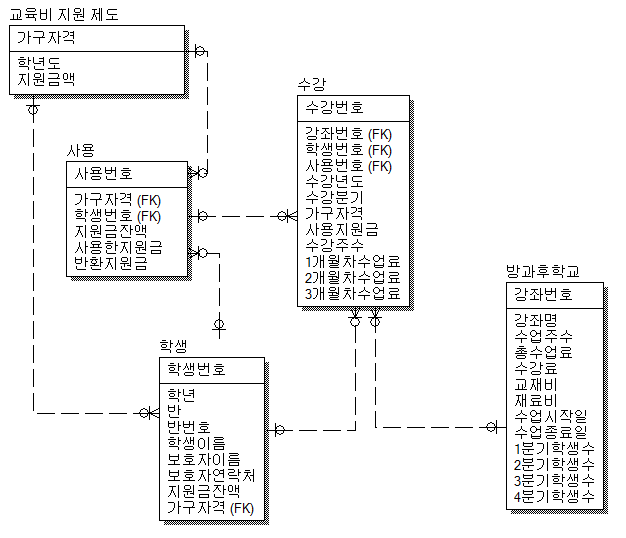 교육비 지원 제도
가구자격
학년도
지원금액
사용
사용번호
가구자격 (FK)
학생번호 (FK)
지원금잔액
사용한지원금
반환지원금
수강
수강번호
강좌번호 (FK)
학생번호 (FK)
사용번호 (FK)
수강년도
수강분기
가구자격
사용지원금
수강주수
1개월차수업료
2개월차수업료
3개월차수업료
학생
학생번호
학년
반
반번호
학생이름
보호자이름
보호자연락처
지원금잔액
가구자격 (FK)
방과후학교
강좌번호
강좌명
수업주수
총수업료
수강료
교재비
재료비
수업시작일
수업종료일
1분기학생수
2분기학생수
3분기학생수
4분기학생수